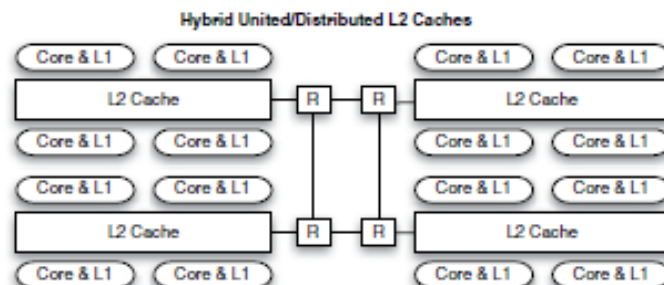 Hybrid United/Distributed L2 Caches
Core & L1 Core & L1 Core & L1 Core & L1
L2 Cache R R L2 Cache
Core & L1 Core & L1 Core & L1 Core & L1
Core & L1 Core & L1 Core & L1 Core & L1
L2 Cache R R L2 Cache
Core & L1 Core & L1 Core & L1 Core & L1